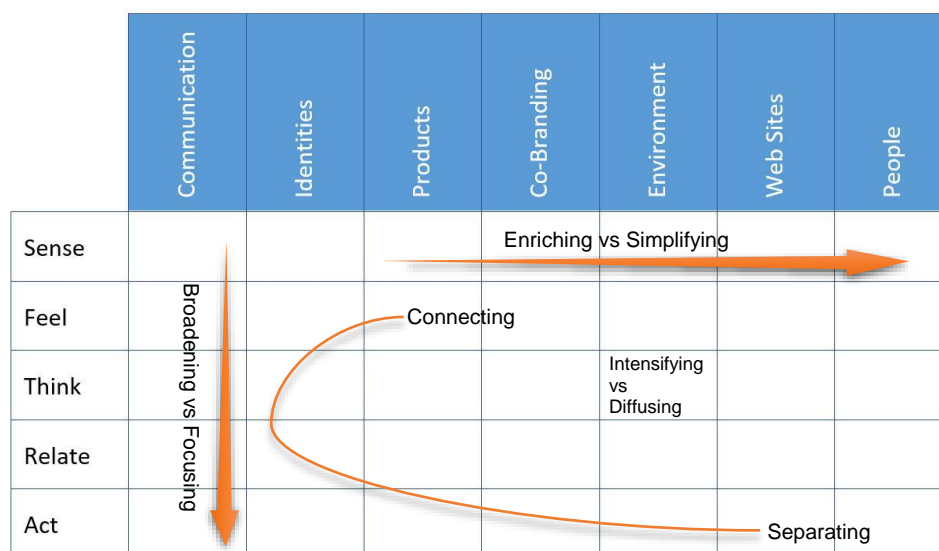 Communication
Identities
Products
Co-Branding
Environment
Web Sites
People
Sense
Enriching vs Simplifying
Broadening vs Focusing
Feel
Connecting
Think
Intensifying
vs
Diffusing
Relate
Act
Separating